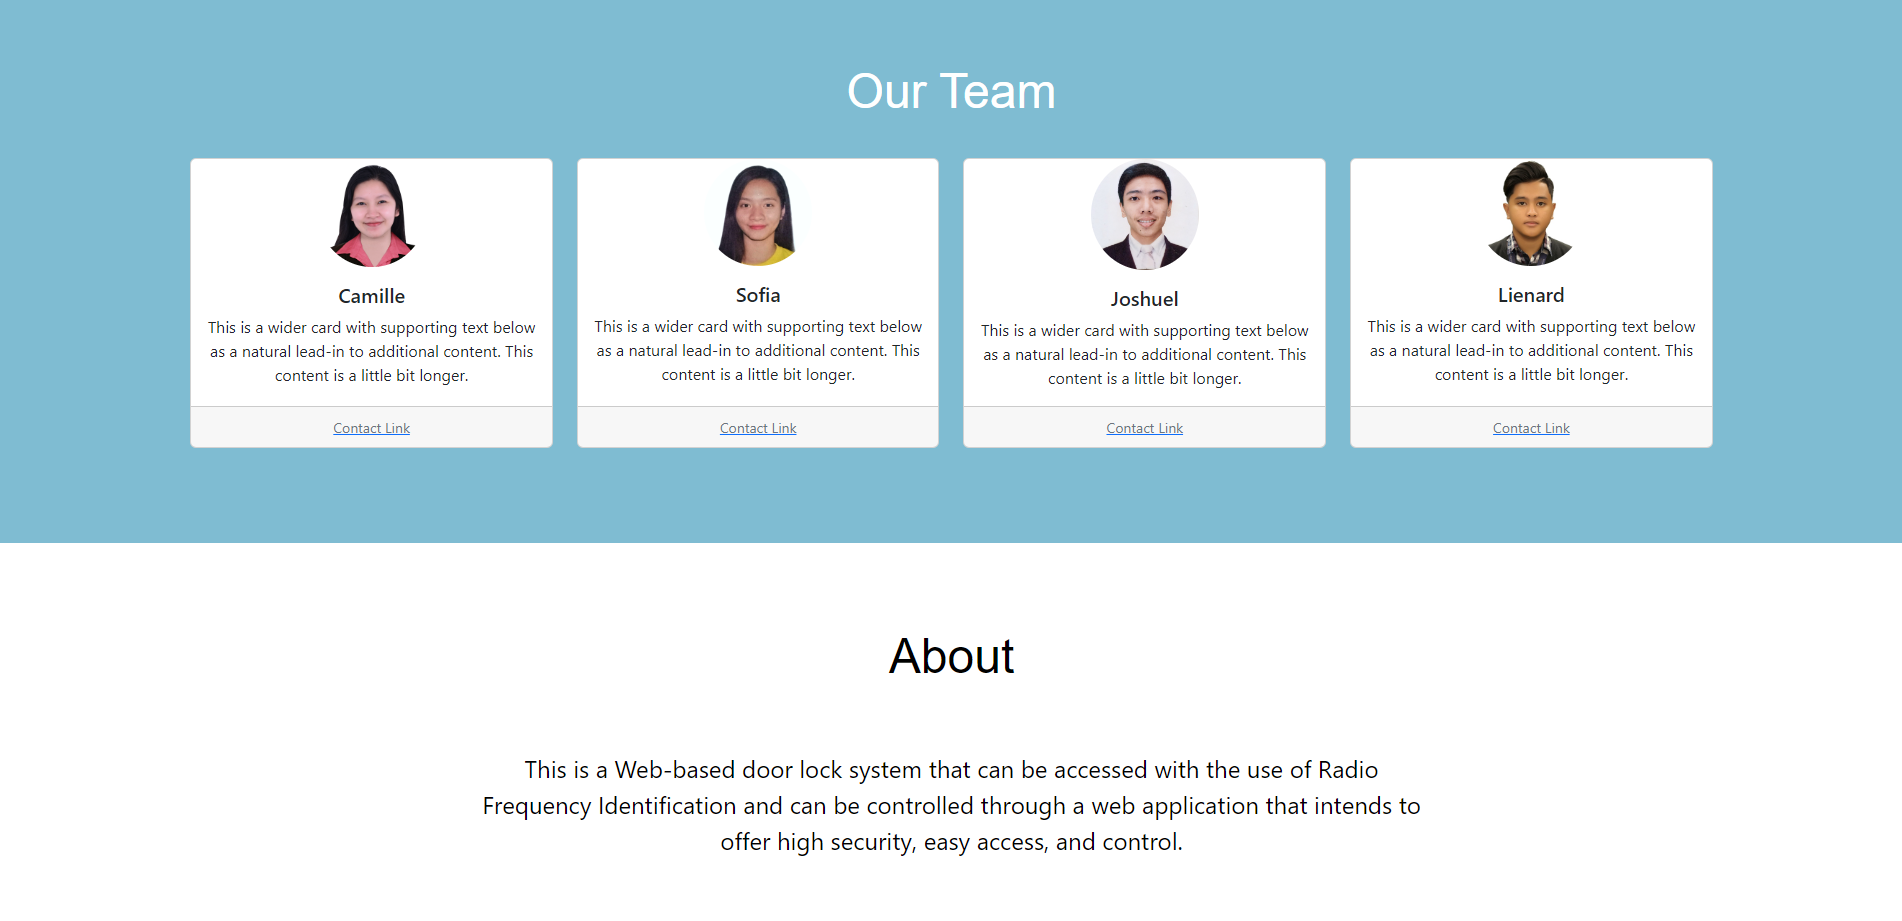 Our Team
Camille
This is a wider card with supporting text below
as a natural lead-in to additional content. This
content is a little bit longer.
Contact Link
Sofia
This is a wider card with supporting text below
as a natural lead-in to additional content. This
content is a little bit longer.
Contact Link
Joshuel
This is a wider card with supporting text below
as a natural lead-in to additional content. This
content is a little bit longer.
Contact Link
Lienard
This is a wider card with supporting text below
as a natural lead-in to additional content. This
content is a little bit longer.
Contact Link
About
This is a Web-based door lock system that can be accessed with the use of Radio
Frequency Identification and can be controlled through a web application that intends to
offer high security, easy access, and control.